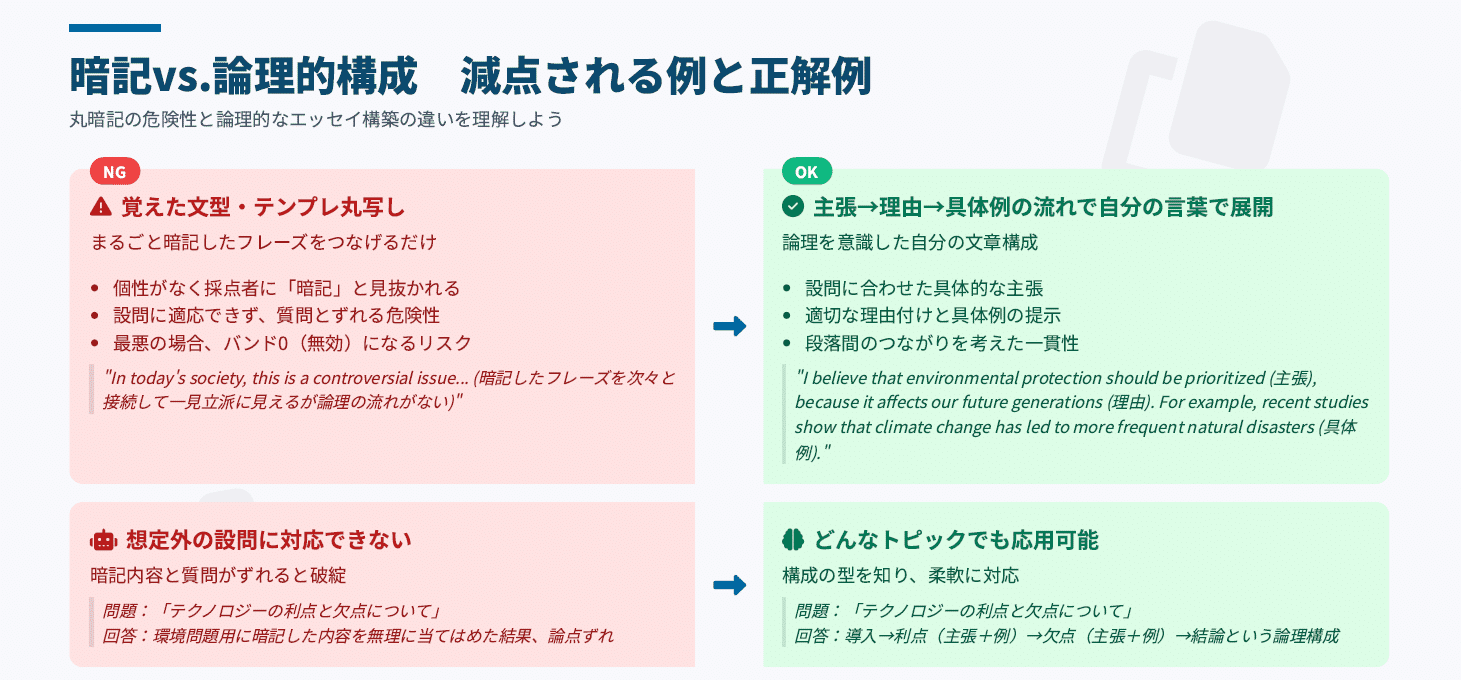 暗記vs.論理的構成　減点される例と正解例
丸暗記の危険性と論理的なエッセイ構築の違いを理解しよう
NG
覚えた文型・テンプレ丸写し
まるごと暗記したフレーズをつなげるだけ
• 個性がなく採点者に「暗記」と見抜かれる
• 設問に適応できず、質問とずれる危険性
• 最悪の場合、バンド0（無効）になるリスク
"In today's society, this is a controversial issue... (暗記したフレーズを次々と
接続して一見立派に見えるが論理の流れがない)"
OK
主張→理由→具体例の流れで自分の言葉で展開
論理を意識した自分の文章構成
• 設問に合わせた具体的な主張
• 適切な理由付けと具体例の提示
• 段落間のつながりを考えた一貫性
"I believe that environmental protection should be prioritized (主張),
because it affects our future generations (理由). For example, recent studies
show that climate change has led to more frequent natural disasters (具体
例)."
想定外の設問に対応できない
暗記内容と質問がずれると破綻
問題：「テクノロジーの利点と欠点について」
回答：環境問題用に暗記した内容を無理に当てはめた結果、論点ずれ
どんなトピックでも応用可能
構成の型を知り、柔軟に対応
問題：「テクノロジーの利点と欠点について」
回答：導入→利点（主張＋例）→欠点（主張＋例）→結論という論理構成